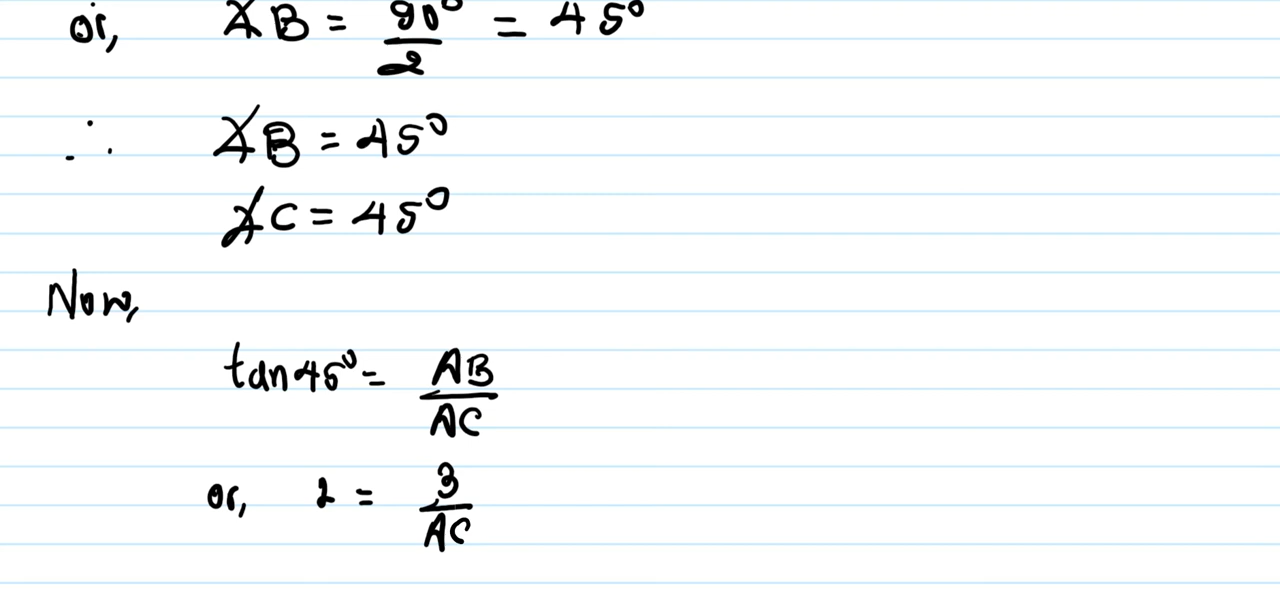 or, ∠B = 90°/2 = 45°
∴ ∠B = 45°
∠C = 45°
Now,
tan45° = AB/AC
or, 1 = 3/AC